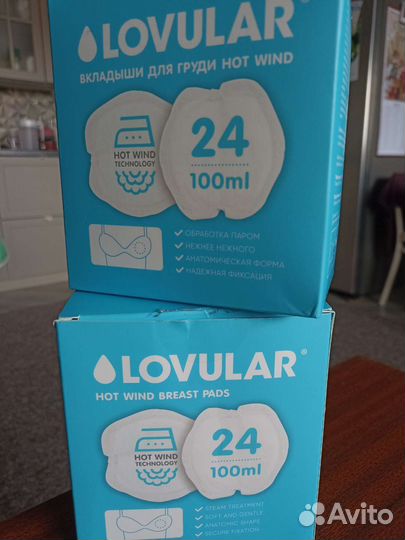 LOVULAR®
ВКЛАДЫШИ ДЛЯ ГРУДИ HOT WIND
HOT WIND
TECHNOLOGY
24
100ml
✓ ОБРАБОТКА ПАРОМ
✓ НЕЖНЕЕ НЕЖНОГО
✓ АНАТОМИЧЕСКАЯ ФОРМА
✓ НАДЕЖНАЯ ФИКСАЦИЯ
LOVULAR®
HOT WIND BREAST PADS
HOT WIND
TECHNOLOGY
24
100ml
✓ STEAM TREATMENT
✓ SOFT AND GENTLE
✓ ANATOMIC SHAPE
✓ SECURE FIXATION
Avito